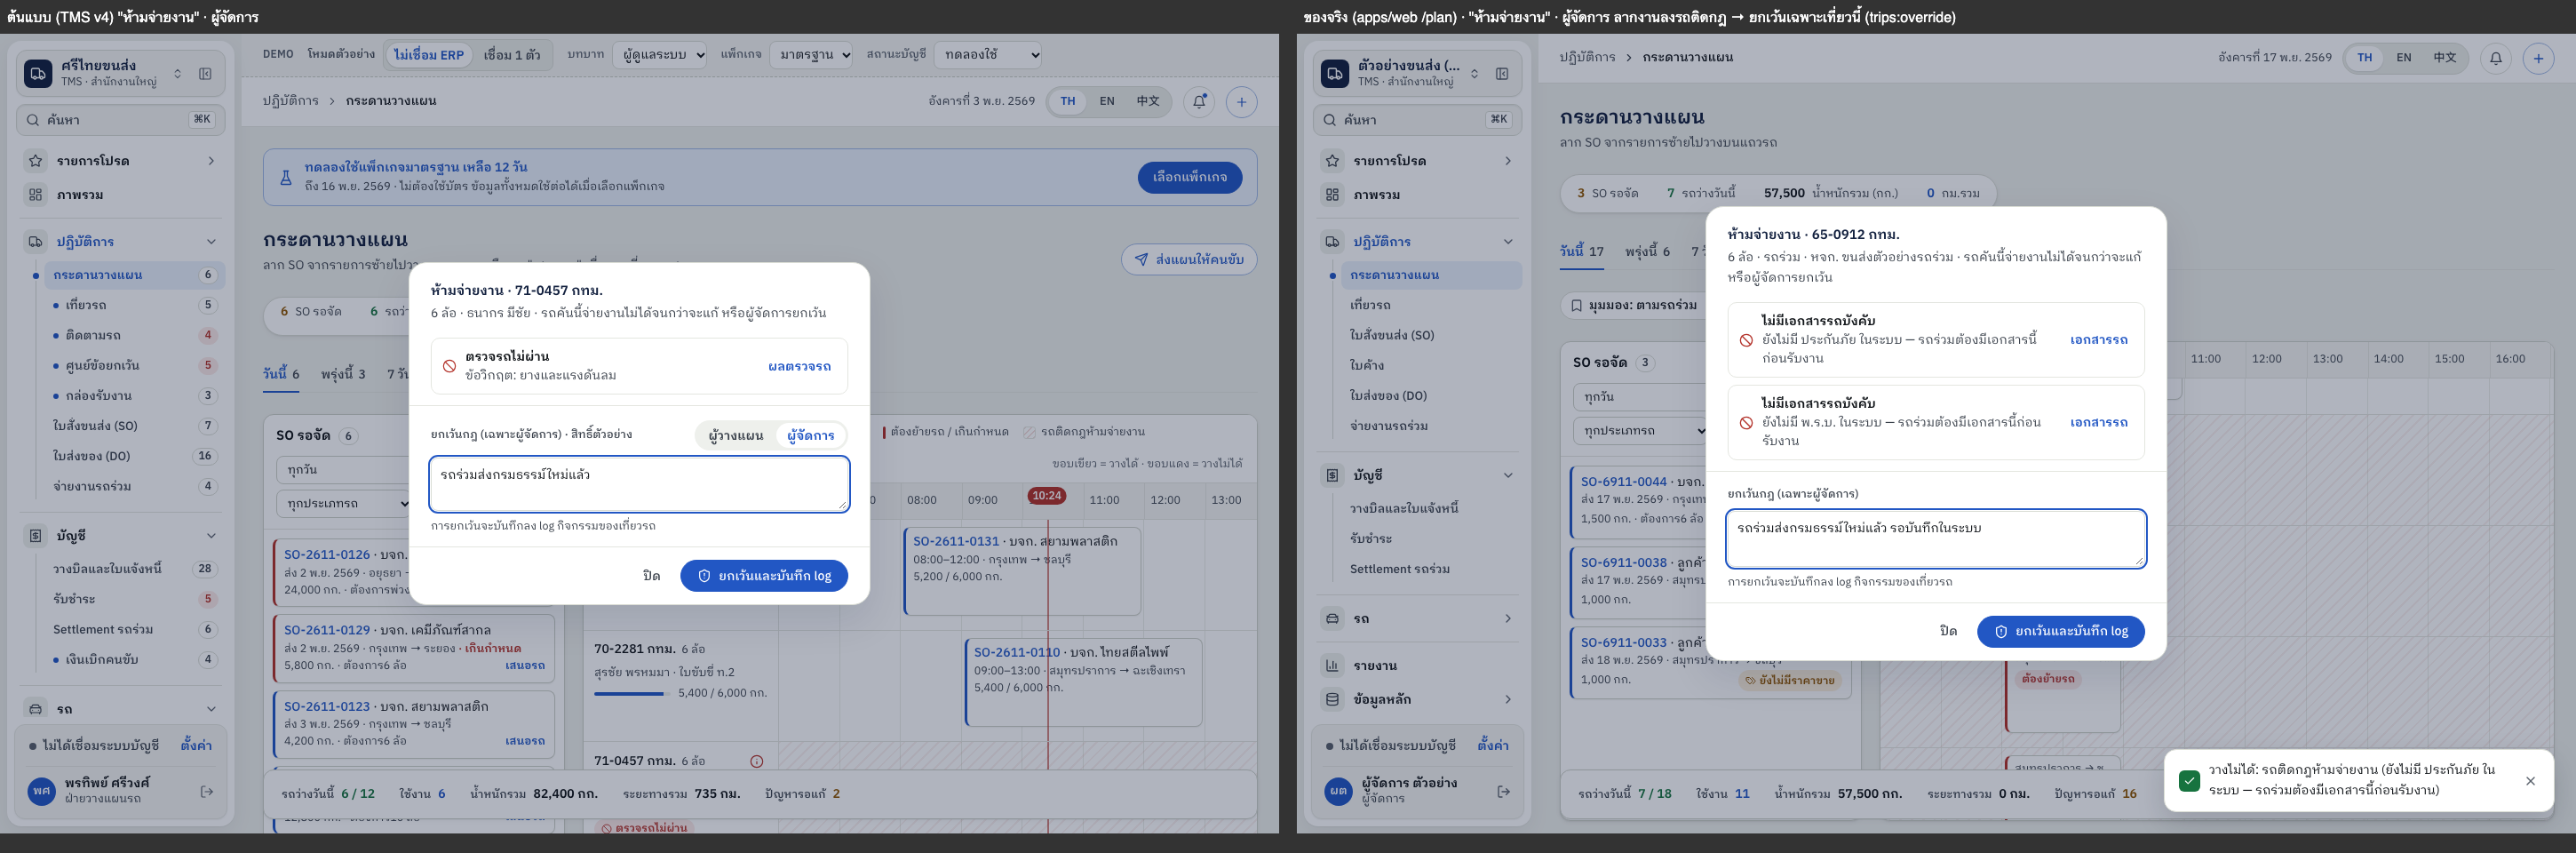 ต้นแบบ (TMS v4) "ห้ามจ่ายงาน" · ผู้จัดการ
ศรีไทยขนส่ง
TMS · สำนักงานใหญ่
ค้นหา
⌘K
รายการโปรด
ภาพรวม
ปฏิบัติการ
กระดานวางแผน 6
เที่ยวรถ 5
ติดตามรถ 4
ศูนย์ข้อยกเว้น 5
กล่องรับงาน 3
ใบสั่งขนส่ง (SO) 7
ใบส่งของ (DO) 16
จ่ายงานรถร่วม 4
บัญชี
วางบิลและใบแจ้งหนี้ 28
รับชำระ 5
Settlement รถร่วม 6
เงินเบิกคนขับ 4
รถ
ไม่ได้เชื่อมระบบบัญชี ตั้งค่า
พศ
พรทิพย์ ศรีวงศ์
ฝ่ายวางแผนรถ
DEMO โหมดตัวอย่าง ไม่เชื่อม ERP เชื่อม 1 ตัว บทบาท ผู้ดูแลระบบ แพ็กเกจ มาตรฐาน สถานะบัญชี ทดลองใช้
ปฏิบัติการ > กระดานวางแผน
อังคารที่ 3 พ.ย. 2569 TH EN 中文
ทดลองใช้แพ็กเกจมาตรฐาน เหลือ 12 วัน
ถึง 16 พ.ย. 2569 · ไม่ต้องใช้บัตร ข้อมูลทั้งหมดใช้ต่อได้เมื่อเลือกแพ็กเกจ
เลือกแพ็กเกจ
กระดานวางแผน
ลาก SO จากรายการซ้ายไปวา
ส่งแผนให้คนขับ
6 SO รอจัด 6 รถว่า
วันนี้ 6 พรุ่งนี้ 3 7 วัน
SO รอจัด 6
ทุกวัน
ทุกประเภทรถ
SO-2611-0126 · บจก.
ส่ง 2 พ.ย. 2569 · อยุธยา
24,000 กก. · ต้องการพ่วง
SO-2611-0129 · บจก. เคมีภัณฑ์สากล
ส่ง 2 พ.ย. 2569 · กรุงเทพ → ระยอง · เกินกำหนด
5,800 กก. · ต้องการ6 ล้อ เสนอรถ
SO-2611-0123 · บจก. สยามพลาสติก
ส่ง 3 พ.ย. 2569 · กรุงเทพ → ชลบุรี
4,200 กก. · ต้องการ6 ล้อ เสนอรถ
ต้องย้ายรถ / เกินกำหนด รถติดกฎห้ามจ่ายงาน
ขอบเขียว = วางได้ · ขอบแดง = วางไม่ได้
08:00 09:00 10:24 11:00 12:00 13:00
SO-2611-0131 · บจก. สยามพลาสติก
08:00–12:00 · กรุงเทพ → ชลบุรี
5,200 / 6,000 กก.
70-2281 กทม. 6 ล้อ
สุรชัย พรหมมา · ใบขับขี่ ท.2
5,400 / 6,000 กก.
SO-2611-0110 · บจก. ไทยสตีลไพพ์
09:00–13:00 · สมุทรปราการ → ฉะเชิงเทรา
5,400 / 6,000 กก.
71-0457 กทม. 6 ล้อ
รถว่างวันนี้ 6 / 12 ใช้งาน 6 น้ำหนักรวม 82,400 กก. ระยะทางรวม 735 กม. ปัญหารอแก้ 2
ตรวจรถไม่ผ่าน
ห้ามจ่ายงาน · 71-0457 กทม.
6 ล้อ · ธนากร มีชัย · รถคันนี้จ่ายงานไม่ได้จนกว่าจะแก้ หรือผู้จัดการยกเว้น
ตรวจรถไม่ผ่าน
ข้อวิกฤต: ยางและแรงดันลม
ผลตรวจรถ
ยกเว้นกฎ (เฉพาะผู้จัดการ) · สิทธิ์ตัวอย่าง ผู้วางแผน ผู้จัดการ
รถร่วมส่งกรมธรรม์ใหม่แล้ว
การยกเว้นจะบันทึกลง log กิจกรรมของเที่ยวรถ
ปิด ยกเว้นและบันทึก log
ของจริง (apps/web /plan) · "ห้ามจ่ายงาน" · ผู้จัดการ ลากงานลงรถติดกฎ → ยกเว้นเฉพาะเที่ยวนี้ (trips:override)
ตัวอย่างขนส่ง (...
TMS · สำนักงานใหญ่
ค้นหา
⌘K
รายการโปรด
ภาพรวม
ปฏิบัติการ
กระดานวางแผน
เที่ยวรถ
ใบสั่งขนส่ง (SO)
ใบค้าง
ใบส่งของ (DO)
จ่ายงานรถร่วม
บัญชี
วางบิลและใบแจ้งหนี้
รับชำระ
Settlement รถร่วม
รถ
รายงาน
ข้อมูลหลัก
ไม่ได้เชื่อมระบบบัญชี ตั้งค่า
ผต
ผู้จัดการ ตัวอย่าง
ผู้จัดการ
ปฏิบัติการ > กระดานวางแผน
อังคารที่ 17 พ.ย. 2569 TH EN 中文
กระดานวางแผน
ลาก SO จากรายการซ้ายไปวางบนแถวรถ
3 SO รอจัด 7 รถว่างวันนี้ 57,500 น้ำหนักรวม (กก.) 0 กม.รวม
วันนี้ 17 พรุ่งนี้ 6 7 วั
มุมมอง: ตามรถร่วม
SO รอจัด 3
ทุกวัน
ทุกประเภทรถ
SO-6911-0044 · บจก.
ส่ง 17 พ.ย. 2569 · กรุงเทพ
1,500 กก. · ต้องการ6 ล้อ
SO-6911-0038 · ลูกค้า
ส่ง 17 พ.ย. 2569 · สมุทรป
1,000 กก.
SO-6911-0033 · ลูกค้า
ส่ง 18 พ.ย. 2569 · สมุทรปราการ → ชลบุรี
1,000 กก. ยังไม่มีราคาขาย
11:00 12:00 13:00 14:00 15:00 16:00
ต้องย้ายรถ
สมุทรปราการ → ช
รถว่างวันนี้ 7 / 18 ใช้งาน 11 น้ำหนักรวม 57,500 กก. ระยะทางรวม 0 กม. ปัญหารอแก้ 16
ห้ามจ่ายงาน · 65-0912 กทม.
6 ล้อ · รถร่วม · หจก. ขนส่งตัวอย่างรถร่วม · รถคันนี้จ่ายงานไม่ได้จนกว่าจะแก้
หรือผู้จัดการยกเว้น
ไม่มีเอกสารรถบังคับ
ยังไม่มี ประกันภัย ในระบบ — รถร่วมต้องมีเอกสารนี้
ก่อนรับงาน
เอกสารรถ
ไม่มีเอกสารรถบังคับ
ยังไม่มี พ.ร.บ. ในระบบ — รถร่วมต้องมีเอกสารนี้ก่อน
รับงาน
เอกสารรถ
ยกเว้นกฎ (เฉพาะผู้จัดการ)
รถร่วมส่งกรมธรรม์ใหม่แล้ว รอบันทึกในระบบ
การยกเว้นจะบันทึกลง log กิจกรรมของเที่ยวรถ
ปิด ยกเว้นและบันทึก log
วางไม่ได้: รถติดกฎห้ามจ่ายงาน (ยังไม่มี ประกันภัย ใน
ระบบ — รถร่วมต้องมีเอกสารนี้ก่อนรับงาน)